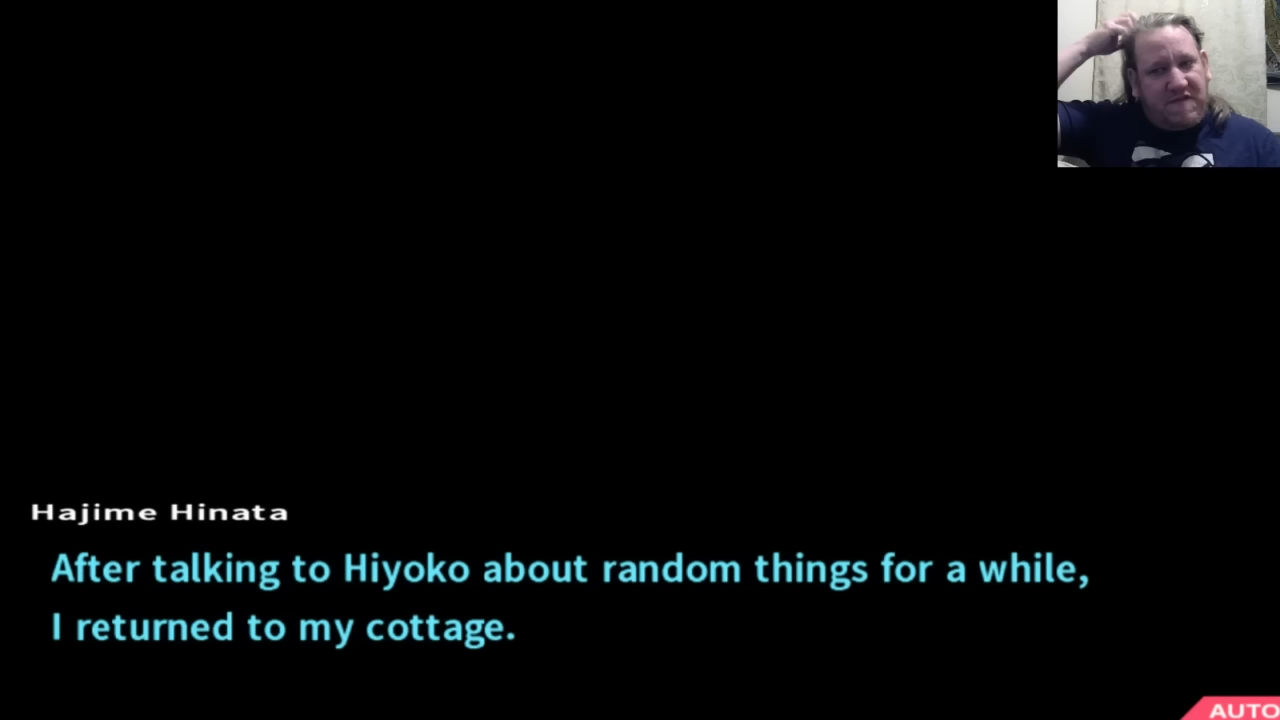 Hajime Hinata
After talking to Hiyoko about random things for a while,
I returned to my cottage.
AUTO